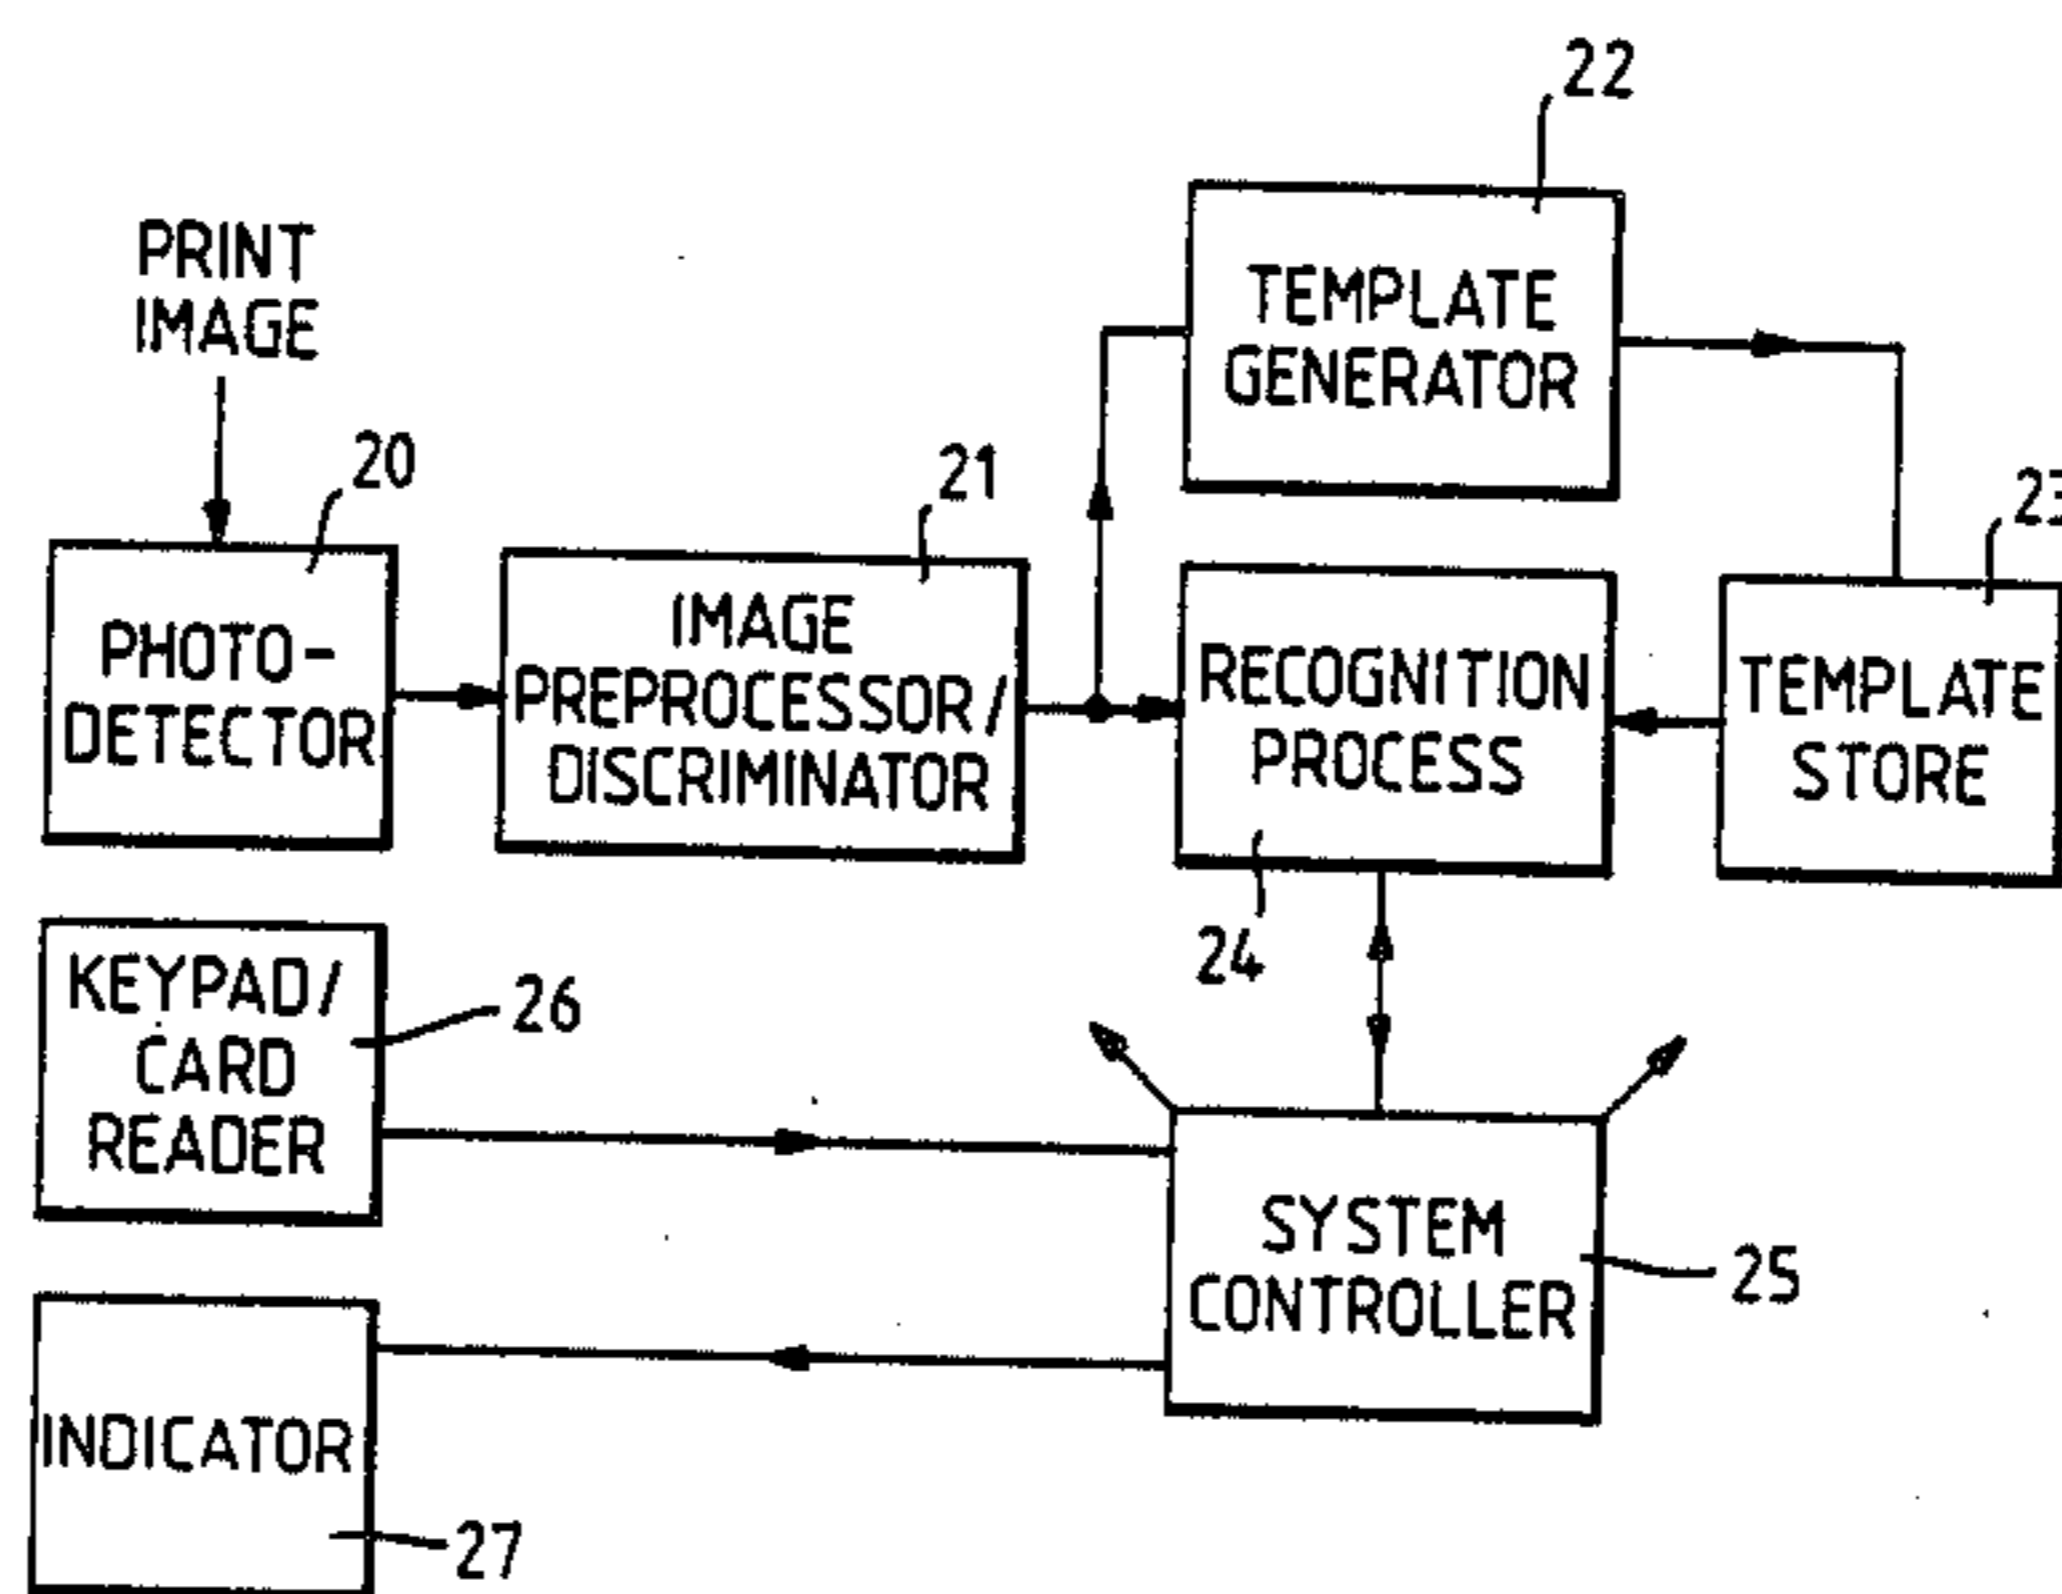 22
PRINT
IMAGE
TEMPLATE
GENERATOR
20
21
23
PHOTO-
DETECTOR
IMAGE
PREPROCESSOR/
DISCRIMINATOR
RECOGNITION
PROCESS
TEMPLATE
STORE
24
KEYPAD/
CARD
READER
26
SYSTEM
CONTROLLER
25
INDICATOR
27